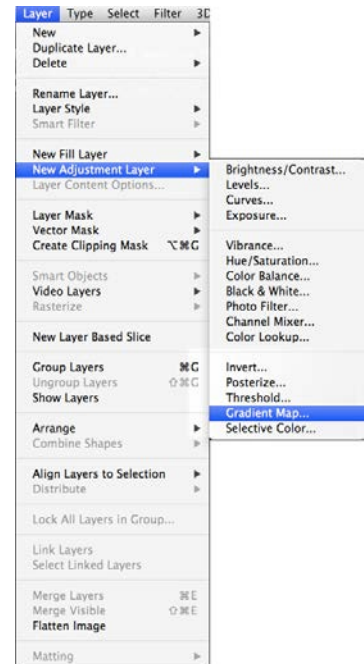 Layer Type Select Filter 3D
New
Duplicate Layer...
Delete
Rename Layer...
Layer Style
Smart Filter
New Fill Layer
New Adjustment Layer
Layer Content Options...
Layer Mask
Vector Mask
Create Clipping Mask ⌥⌘G
Smart Objects
Video Layers
Rasterize
New Layer Based Slice
Group Layers ⌘G
Ungroup Layers ⇧⌘G
Show Layers
Arrange
Combine Shapes
Align Layers to Selection
Distribute
Lock All Layers in Group...
Link Layers
Select Linked Layers
Merge Layers ⌘E
Merge Visible ⇧⌘E
Flatten Image
Matting
Brightness/Contrast...
Levels...
Curves...
Exposure...
Vibrance...
Hue/Saturation...
Color Balance...
Black & White...
Photo Filter...
Channel Mixer...
Color Lookup...
Invert...
Posterize...
Threshold...
Gradient Map...
Selective Color...